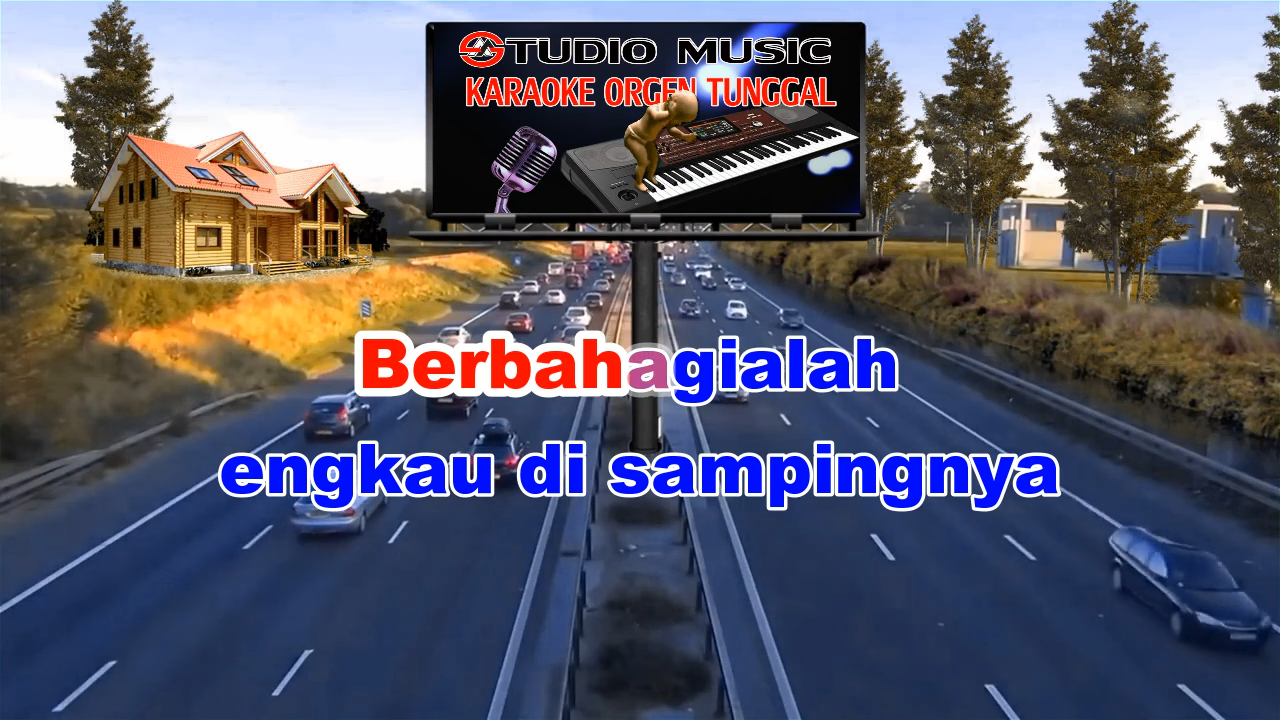 STUDIO MUSIC
KARAOKE ORGEN TUNGGAL
Berbahagialah
engkau di sampingnya